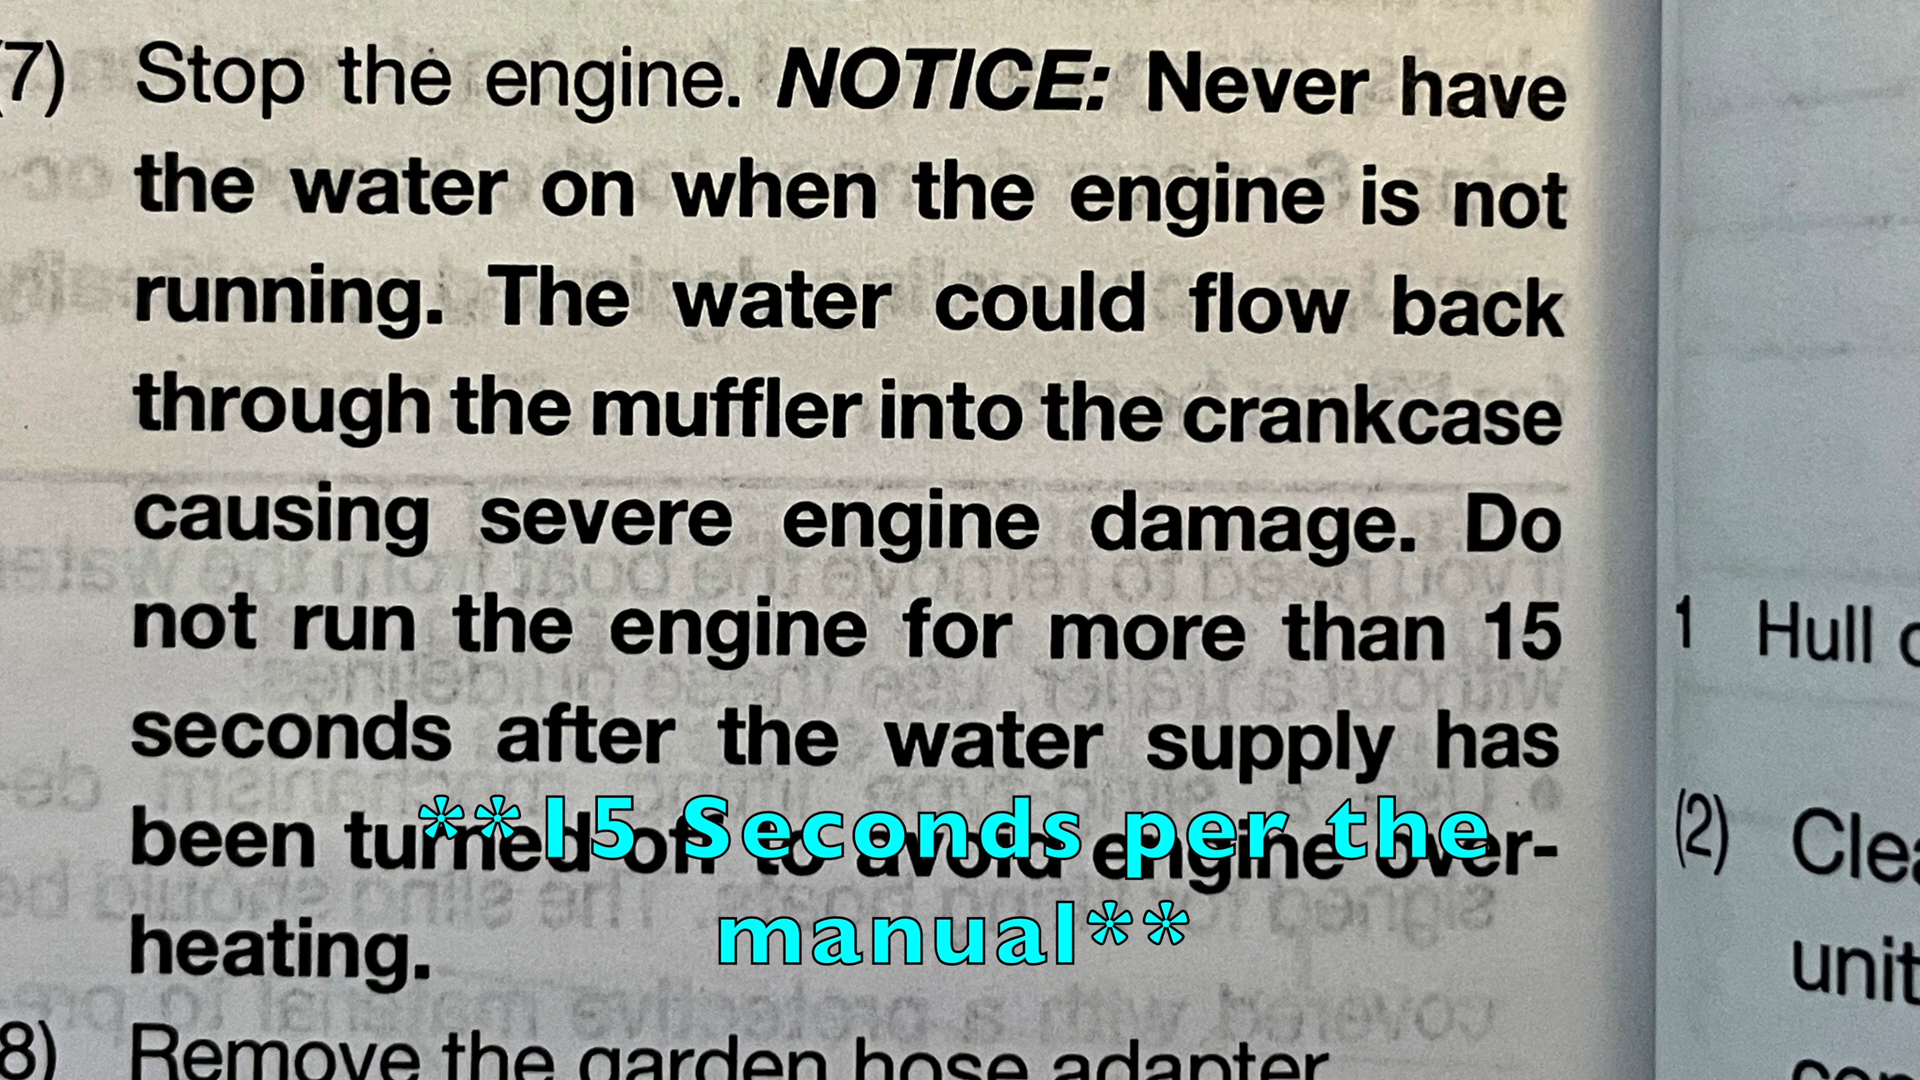 (7) Stop the engine. NOTICE: Never have
the water on when the engine is not
running. The water could flow back
through the muffler into the crankcase
causing severe engine damage. Do
not run the engine for more than 15
seconds after the water supply has
been turned off to avoid engine over-
heating.
**15 Seconds per the
manual**
8) Remove the garden hose adapter
1 Hull
(2)
unit